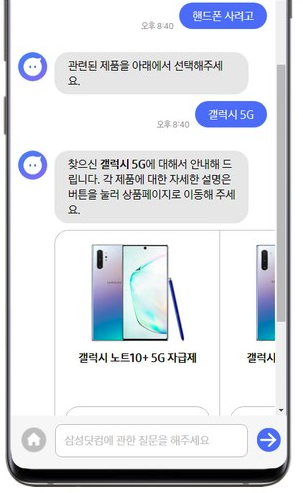 핸드폰 사려고
오후 8:40
관련된 제품을 아래에서 선택해주세
요.
갤럭시 5G
오후 8:40
찾으신 갤럭시 5G에 대해서 안내해 드
립니다. 각 제품에 대한 자세한 설명은
버튼을 눌러 상품페이지로 이동해 주세
요.
갤럭시 노트10+ 5G 자급제
갤럭시
삼성닷컴에 관한 질문을 해주세요